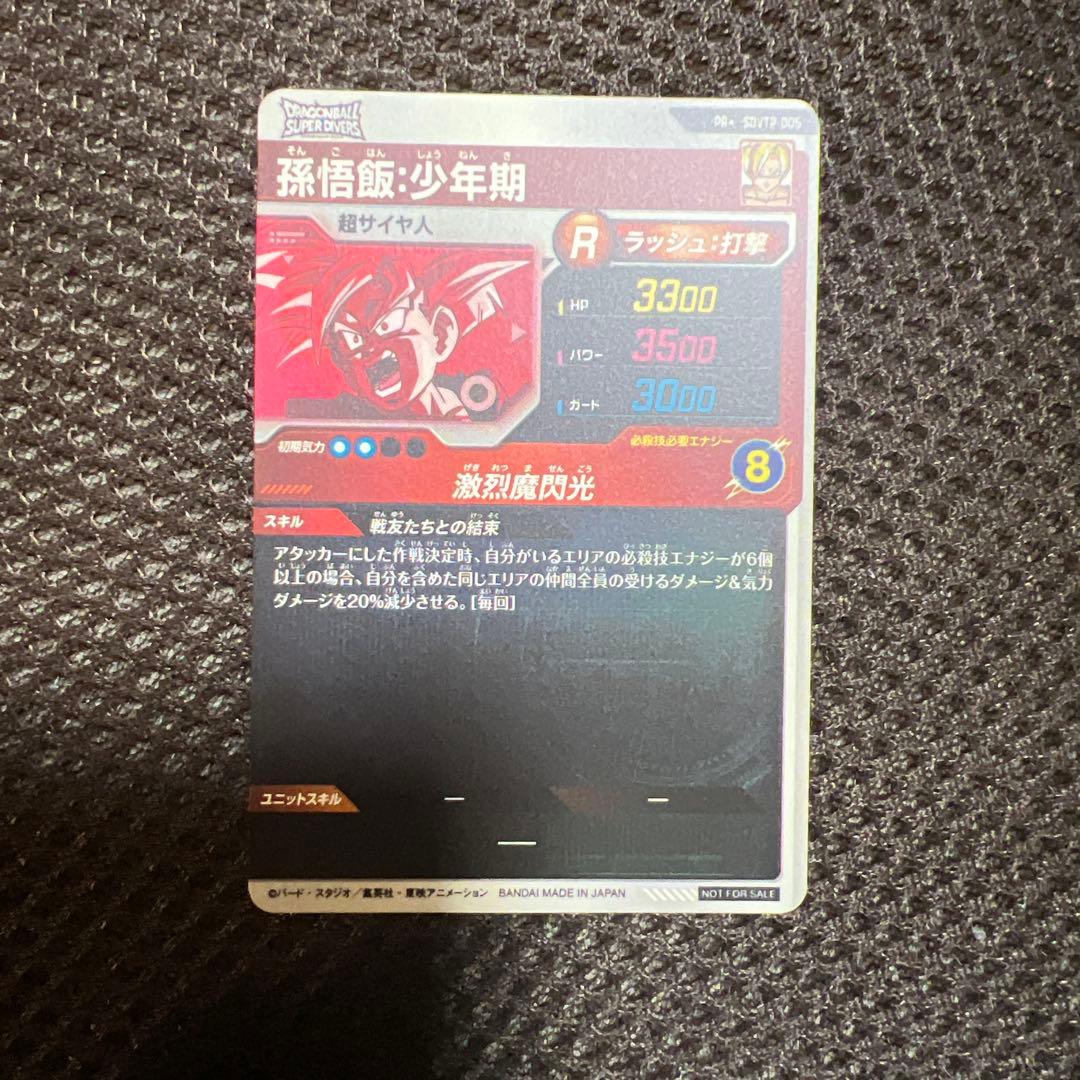 DRAGONBALL
SUPER DIVERS
SDVT2-005
そん ご はん しょう ねん き
孫悟飯:少年期
超サイヤ人
R ラッシュ:打撃
HP 3300
パワー 3500
ガード 3000
初期気力
必殺技必要エナジー
8
げき れつ ま せん こう
激烈魔閃光
スキル
せん ゆう けっ そく
戦友たちとの結束
アタッカーにした作戦決定時、自分がいるエリアの必殺技エナジーが6個
以上の場合、自分を含めた同じエリアの仲間全員の受けるダメージ&気力
ダメージを20%減少させる。[毎回]
ユニットスキル
— —
—
©バード・スタジオ/集英社・東映アニメーション BANDAI MADE IN JAPAN NOT FOR SALE